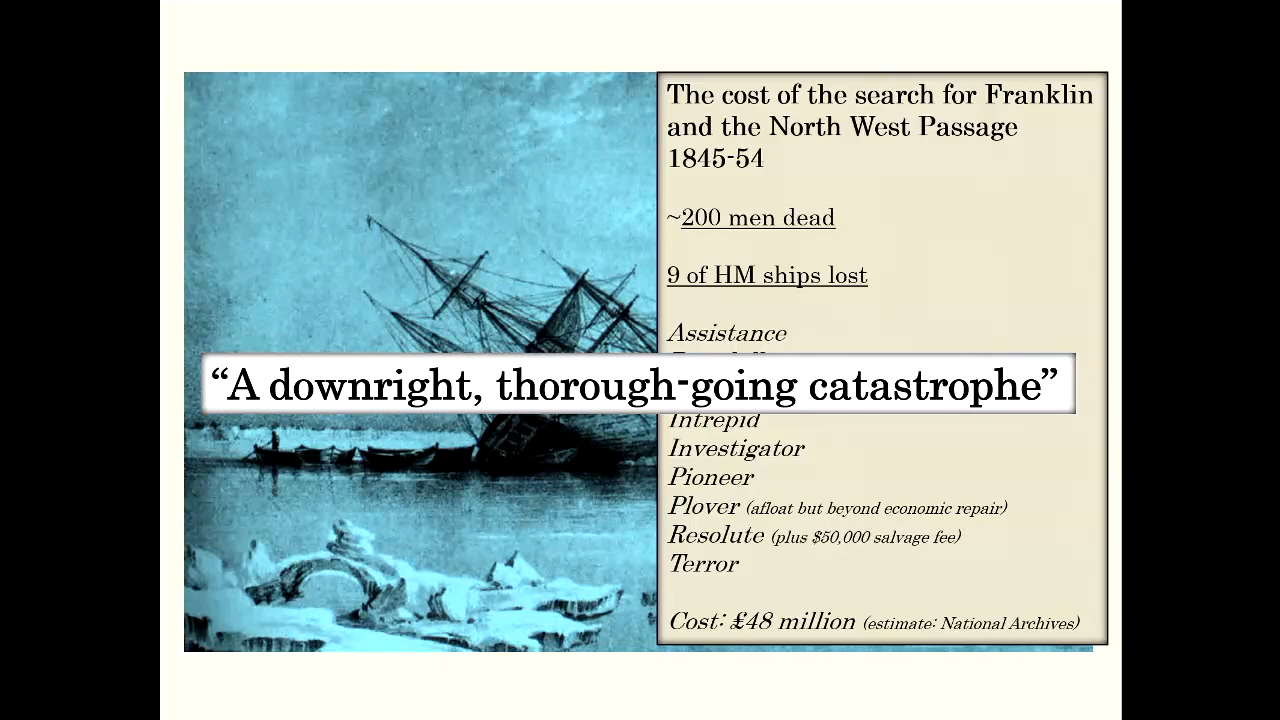 The cost of the search for Franklin
and the North West Passage
1845-54
~200 men dead
9 of HM ships lost
Assistance
“A downright, thorough-going catastrophe”
Intrepid
Investigator
Pioneer
Plover (afloat but beyond economic repair)
Resolute (plus $50,000 salvage fee)
Terror
Cost: £48 million (estimate: National Archives)